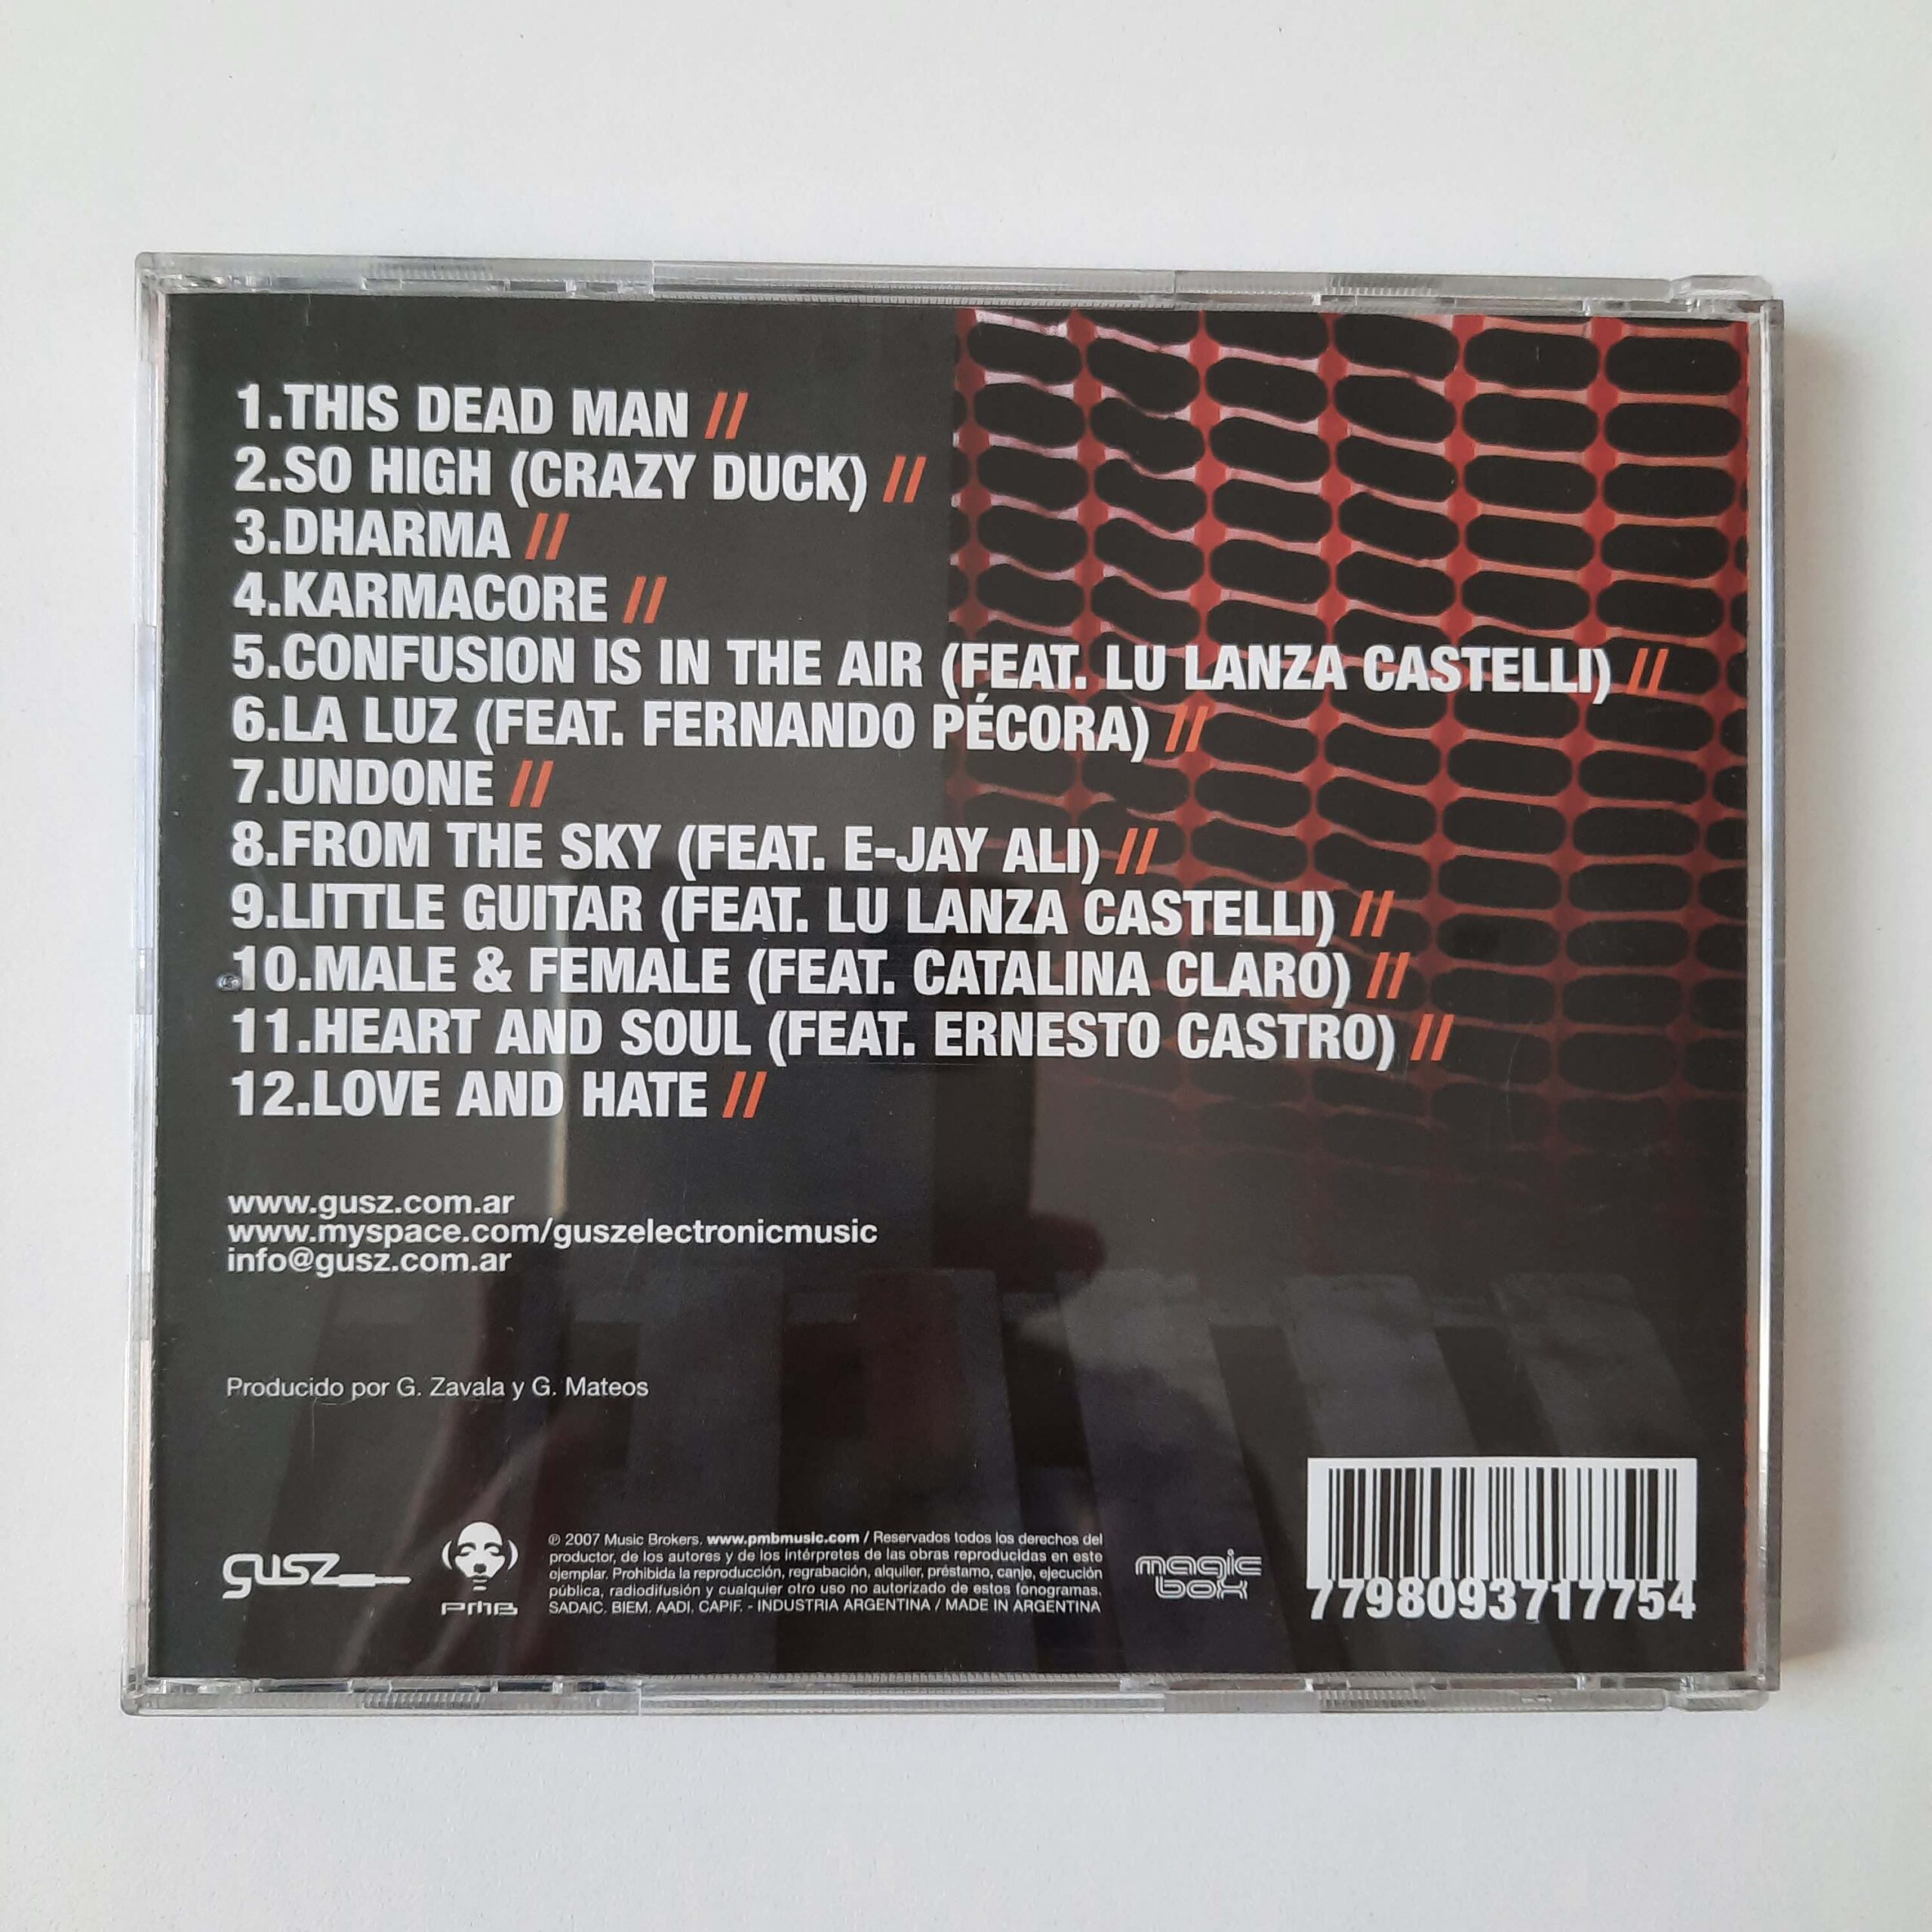 1.THIS DEAD MAN //
2.SO HIGH (CRAZY DUCK) //
3.DHARMA //
4.KARMACORE //
5.CONFUSION IS IN THE AIR (FEAT. LU LANZA CASTELLI) //
6.LA LUZ (FEAT. FERNANDO PÉCORA) //
7.UNDONE //
8.FROM THE SKY (FEAT. E-JAY ALI) //
9.LITTLE GUITAR (FEAT. LU LANZA CASTELLI) //
10.MALE & FEMALE (FEAT. CATALINA CLARO) //
11.HEART AND SOUL (FEAT. ERNESTO CASTRO) //
12.LOVE AND HATE //
www.gusz.com.ar
www.myspace.com/guszelectronicmusic
info@gusz.com.ar
Producido por G. Zavala y G. Mateos
gusz
PMB
℗ 2007 Music Brokers. www.pmbmusic.com / Reservados todos los derechos del
productor, de los autores y de los intérpretes de las obras reproducidas en este
ejemplar. Prohibida la reproducción, regrabación, alquiler, préstamo, canje, ejecución
pública, radiodifusión y cualquier otro uso no autorizado de estos fonogramas.
SADAIC. BIEM. AADI. CAPIF. - INDUSTRIA ARGENTINA / MADE IN ARGENTINA
magic
box
7798093717754